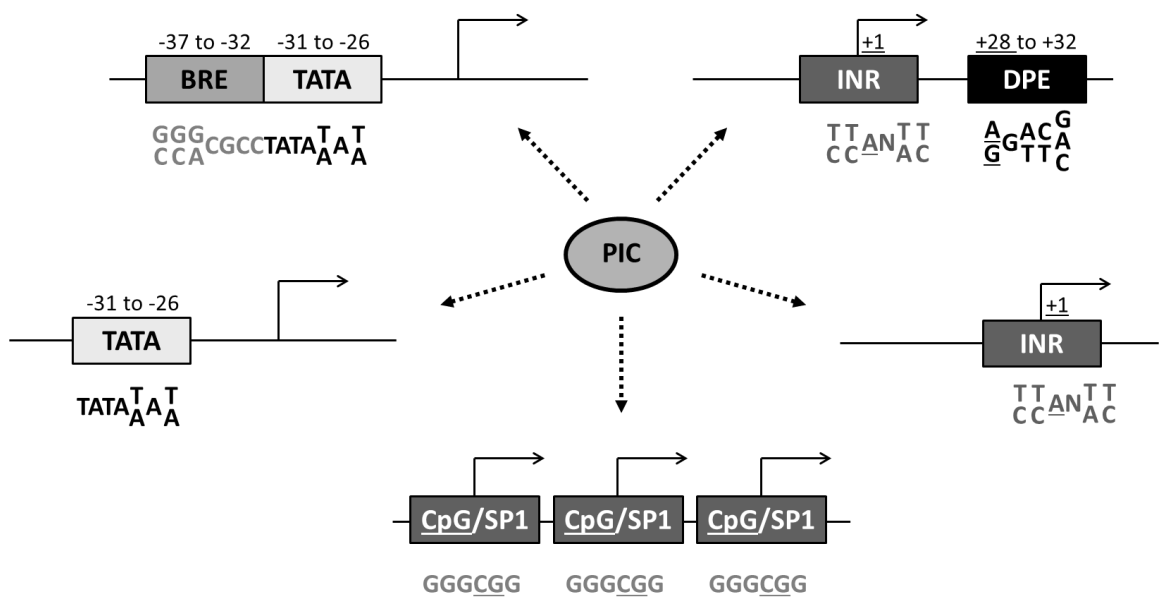 -37 to -32 -31 to -26
BRE TATA
GGG
CCA CGCCTATA T
A A T
A
+1 +28 to +32
INR DPE
TT
CC AN TT
AC
A
G G AC
TT G
A
C
PIC
-31 to -26
TATA
TATA T
A A T
A
+1
INR
TT
CC AN TT
AC
CpG/SP1 CpG/SP1 CpG/SP1
GGGCGG GGGCGG GGGCGG